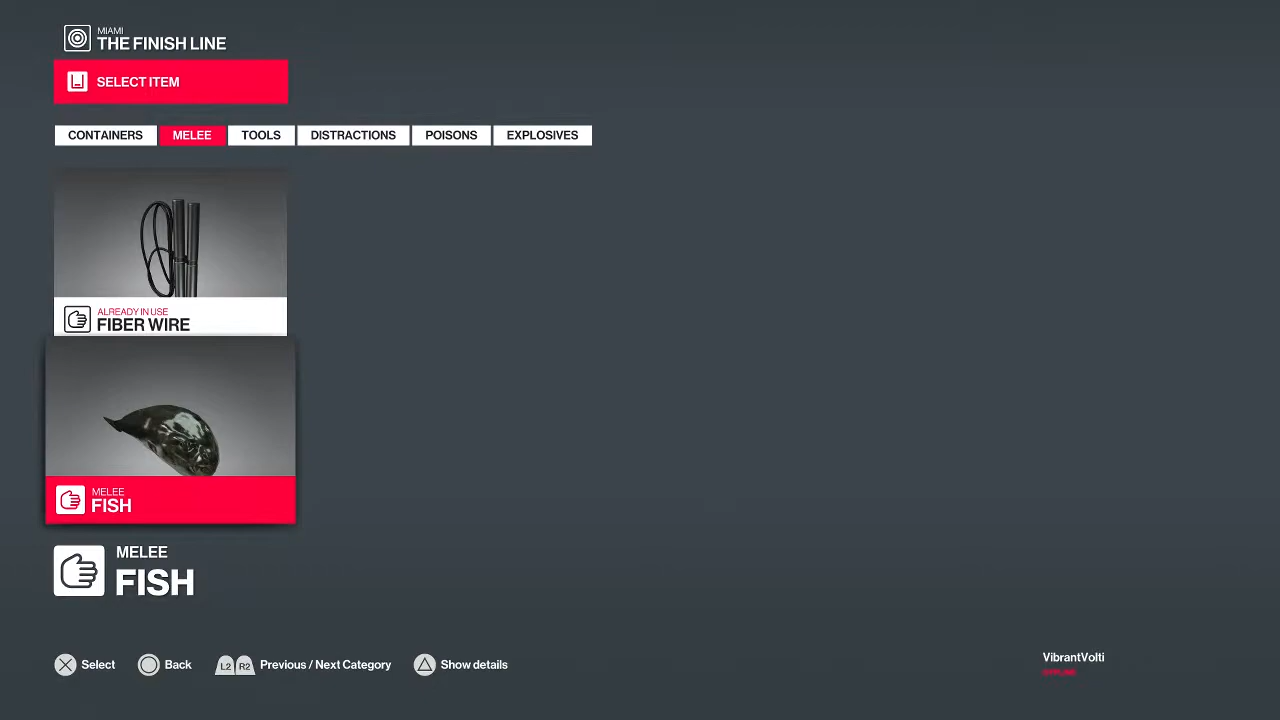 MIAMI
THE FINISH LINE
SELECT ITEM
CONTAINERS MELEE TOOLS DISTRACTIONS POISONS EXPLOSIVES
ALREADY IN USE
FIBER WIRE
MELEE
FISH
MELEE
FISH
Select Back L2 R2 Previous / Next Category Show details
VibrantVolti
OFFLINE